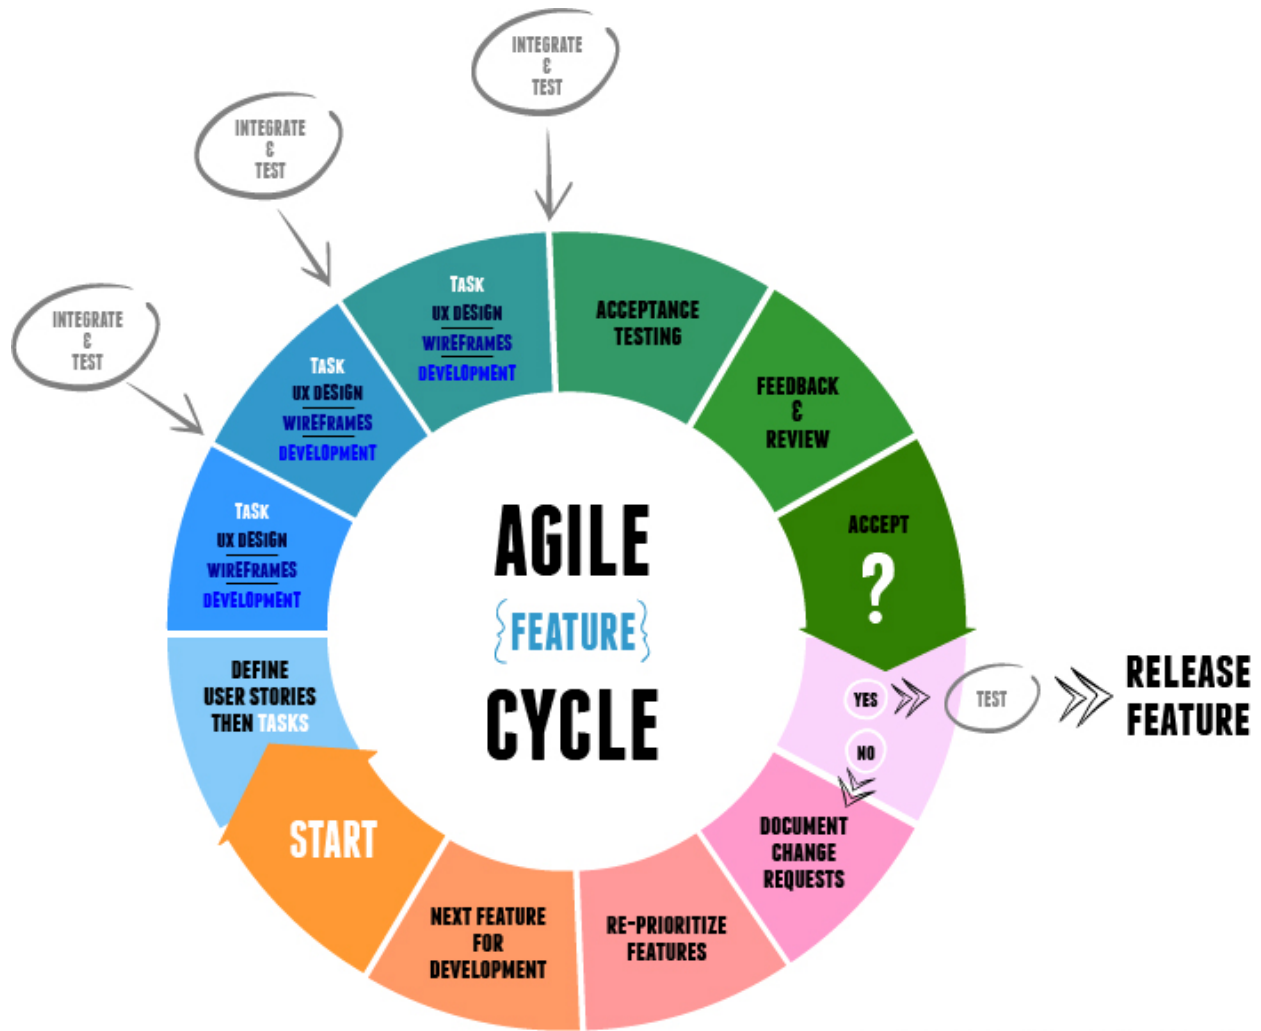 INTEGRATE
&
TEST
INTEGRATE
&
TEST
INTEGRATE
&
TEST
TASK
UX DESIGN
WIREFRAMES
DEVELOPMENT
TASK
UX DESIGN
WIREFRAMES
DEVELOPMENT
TASK
UX DESIGN
WIREFRAMES
DEVELOPMENT
ACCEPTANCE
TESTING
FEEDBACK
&
REVIEW
ACCEPT
?
YES
TEST
RELEASE
FEATURE
NO
DOCUMENT
CHANGE
REQUESTS
RE-PRIORITIZE
FEATURES
NEXT FEATURE
FOR
DEVELOPMENT
START
DEFINE
USER STORIES
THEN TASKS
AGILE
{FEATURE}
CYCLE